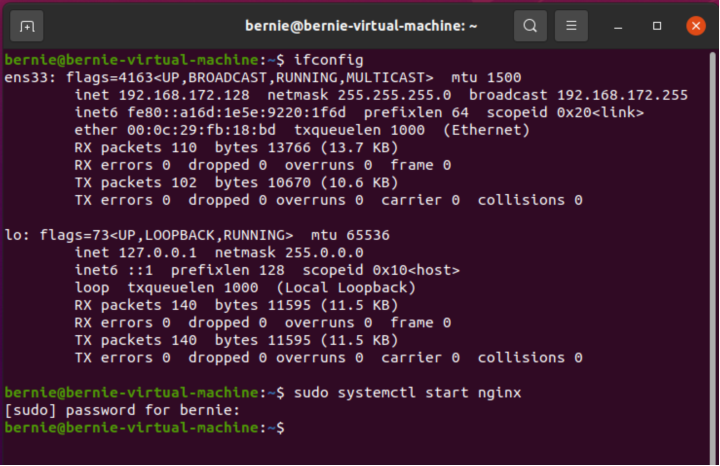 bernie@bernie-virtual-machine: ~
bernie@bernie-virtual-machine:~$ ifconfig
ens33: flags=4163<UP,BROADCAST,RUNNING,MULTICAST>  mtu 1500
        inet 192.168.172.128  netmask 255.255.255.0  broadcast 192.168.172.255
        inet6 fe80::a16d:1e5e:9220:1f6d  prefixlen 64  scopeid 0x20<link>
        ether 00:0c:29:fb:18:bd  txqueuelen 1000  (Ethernet)
        RX packets 110  bytes 13766 (13.7 KB)
        RX errors 0  dropped 0  overruns 0  frame 0
        TX packets 102  bytes 10670 (10.6 KB)
        TX errors 0  dropped 0 overruns 0  carrier 0  collisions 0
lo: flags=73<UP,LOOPBACK,RUNNING>  mtu 65536
        inet 127.0.0.1  netmask 255.0.0.0
        inet6 ::1  prefixlen 128  scopeid 0x10<host>
        loop  txqueuelen 1000  (Local Loopback)
        RX packets 140  bytes 11595 (11.5 KB)
        RX errors 0  dropped 0  overruns 0  frame 0
        TX packets 140  bytes 11595 (11.5 KB)
        TX errors 0  dropped 0 overruns 0  carrier 0  collisions 0
bernie@bernie-virtual-machine:~$ sudo systemctl start nginx
[sudo] password for bernie:
bernie@bernie-virtual-machine:~$